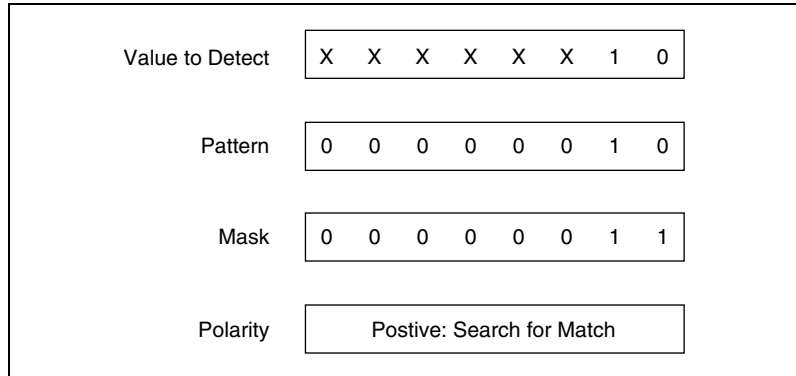 Value to Detect X X X X X X 1 0
Pattern 0 0 0 0 0 0 1 0
Mask 0 0 0 0 0 0 1 1
Polarity Postive: Search for Match